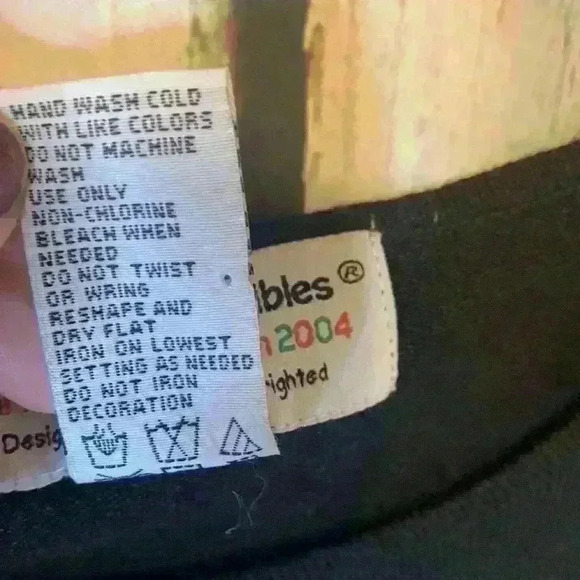 HAND WASH COLD
WITH LIKE COLORS
DO NOT MACHINE
WASH
USE ONLY
NON-CHLORINE
BLEACH WHEN
NEEDED
DO NOT TWIST
OR WRING
RESHAPE AND
DRY FLAT
IRON ON LOWEST
SETTING AS NEEDED
DO NOT IRON
DECORATION
ibles®
n 2004
righted
Desig